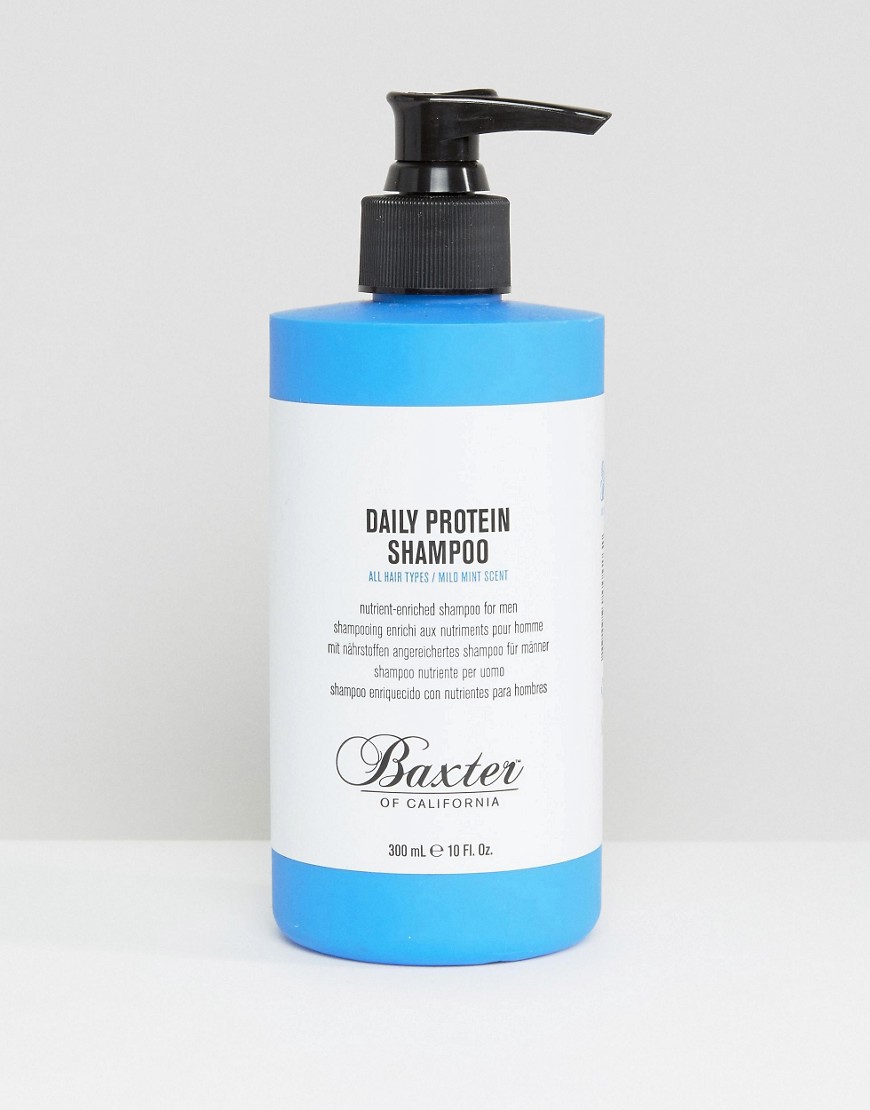 DAILY PROTEIN
SHAMPOO
ALL HAIR TYPES / MILD MINT SCENT
nutrient-enriched shampoo for men
shampooing enrichi aux nutriments pour homme
mit nährstoffen angereichertes shampoo für männer
shampoo nutriente per uomo
shampoo enriquecido con nutrientes para hombres
Baxter™
OF CALIFORNIA
300 mL ℮ 10 Fl. Oz.